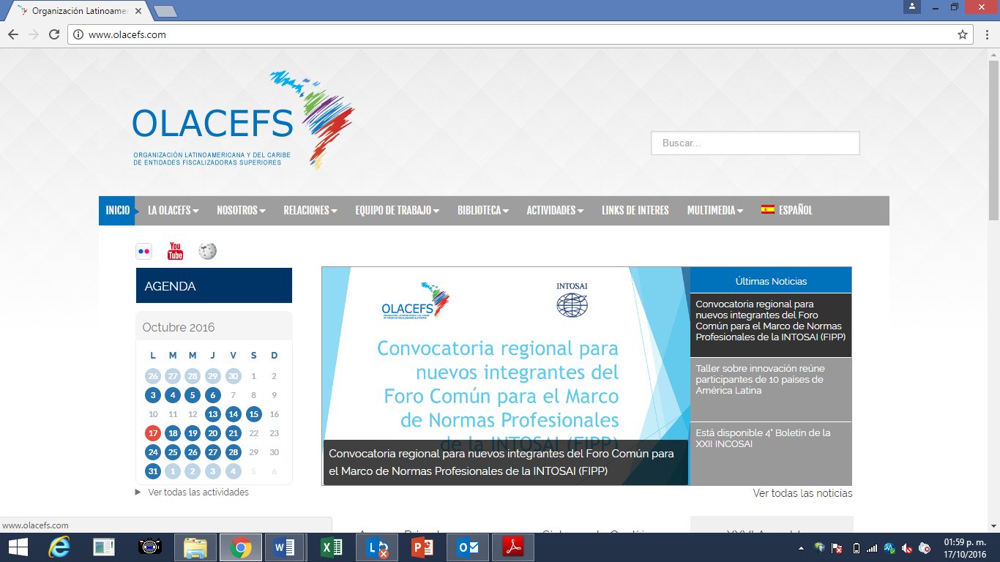 Organización Latinoamer
www.olacefs.com
OLACEFS
ORGANIZACIÓN LATINOAMERICANA Y DEL CARIBE
DE ENTIDADES FISCALIZADORAS SUPERIORES
Buscar...
INICIO LA OLACEFS NOSOTROS RELACIONES EQUIPO DE TRABAJO BIBLIOTECA ACTIVIDADES LINKS DE INTERES MULTIMEDIA ESPAÑOL
You
Tube
AGENDA
Octubre 2016
L M M J V S D
26 27 28 29 30 1 2
3 4 5 6 7 8 9
10 11 12 13 14 15 16
17 18 19 20 21 22 23
24 25 26 27 28 29 30
31 1 2 3 4 5 6
Ver todas las actividades
OLACEFS
INTOSAI
Convocatoria regional para
nuevos integrantes del
Foro Común para el Marco
de Normas Profesionales
de la INTOSAI (FIPP)
Convocatoria regional para nuevos integrantes del Foro Común para
el Marco de Normas Profesionales de la INTOSAI (FIPP)
Últimas Noticias
Convocatoria regional para
nuevos integrantes del Foro
Común para el Marco de Normas
Profesionales de la INTOSAI (FIPP)
Taller sobre innovación reúne
participantes de 10 paises de
América Latina
Está disponible 4° Boletín de la
XXII INCOSAI
Ver todas las noticias
www.olacefs.com
01:59 p. m.
17/10/2016